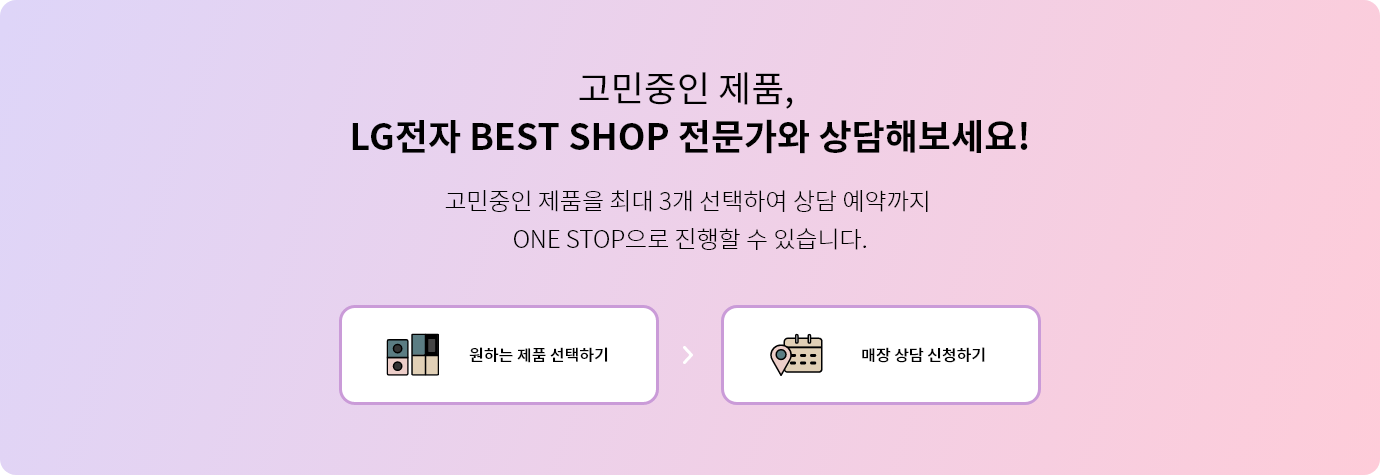 고민중인 제품,
LG전자 BEST SHOP 전문가와 상담해보세요!
고민중인 제품을 최대 3개 선택하여 상담 예약까지
ONE STOP으로 진행할 수 있습니다.
원하는 제품 선택하기
매장 상담 신청하기